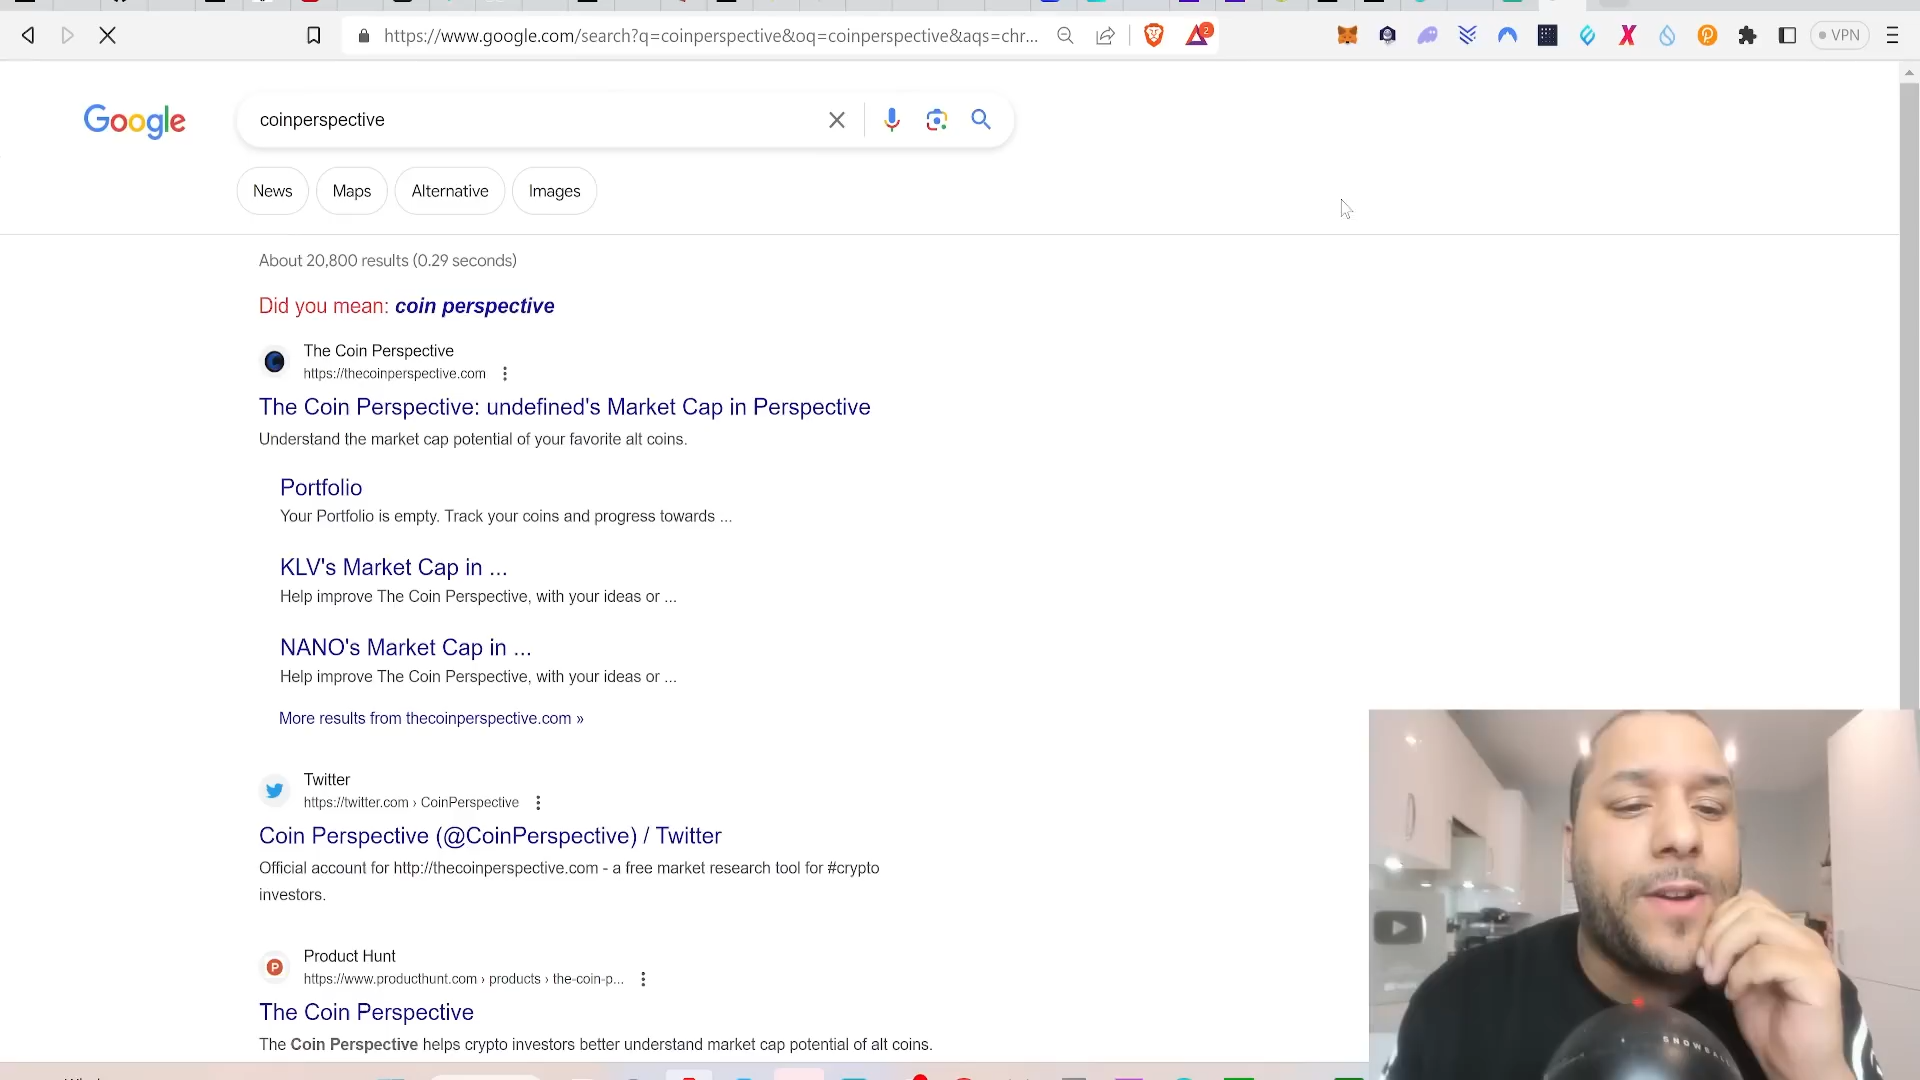 https://www.google.com/search?q=coinperspective&oq=coinperspective&aqs=chr...
2
VPN
Google
coinperspective
News
Maps
Alternative
Images
About 20,800 results (0.29 seconds)
Did you mean: coin perspective
The Coin Perspective
https://thecoinperspective.com
The Coin Perspective: undefined's Market Cap in Perspective
Understand the market cap potential of your favorite alt coins.
Portfolio
Your Portfolio is empty. Track your coins and progress towards ...
KLV's Market Cap in ...
Help improve The Coin Perspective, with your ideas or ...
NANO's Market Cap in ...
Help improve The Coin Perspective, with your ideas or ...
More results from thecoinperspective.com »
Twitter
https://twitter.com › CoinPerspective
Coin Perspective (@CoinPerspective) / Twitter
Official account for http://thecoinperspective.com - a free market research tool for #crypto
investors.
Product Hunt
https://www.producthunt.com › products › the-coin-p...
The Coin Perspective
The Coin Perspective helps crypto investors better understand market cap potential of alt coins.